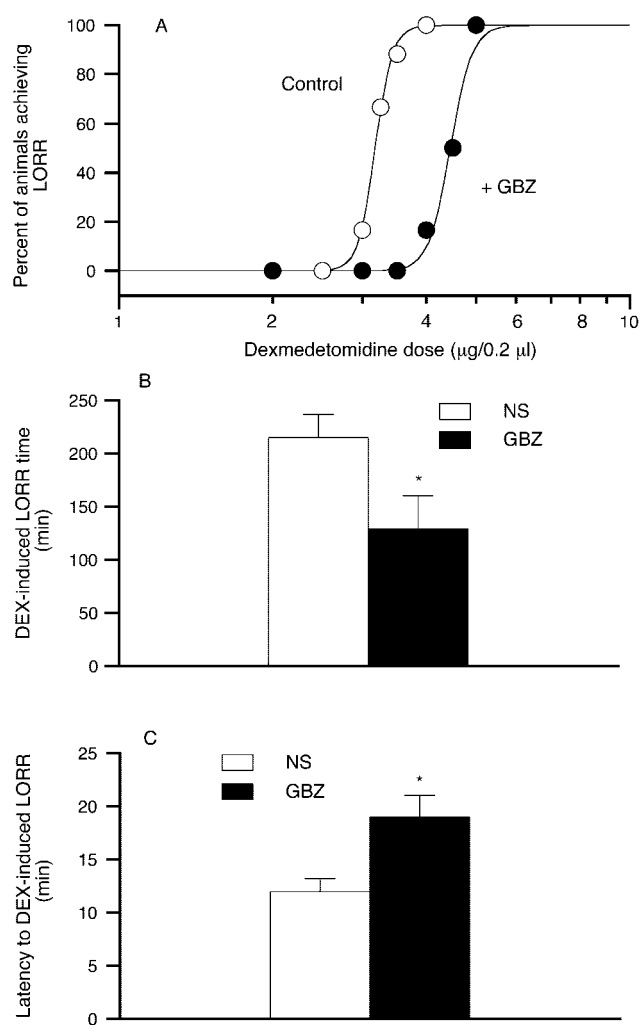 A
100
80
60
40
20
0
Percent of animals achieving
LORR
Control
+ GBZ
1
2
4
6
8
10
Dexmedetomidine dose (μg/0.2 μl)
B
250
200
150
100
50
0
DEX-induced LORR time
(min)
NS
GBZ
*
C
25
20
15
10
5
0
Latency to DEX-induced LORR
(min)
NS
GBZ
*